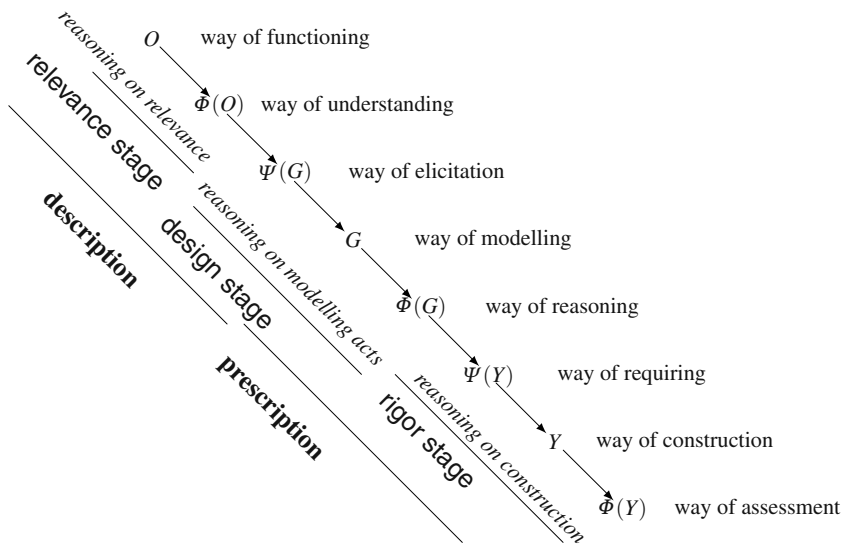 O way of functioning
Φ(O) way of understanding
Ψ(G) way of elicitation
G way of modelling
Φ(G) way of reasoning
Ψ(Y) way of requiring
Y way of construction
Φ(Y) way of assessment
reasoning on relevance
reasoning on modelling acts
reasoning on construction
relevance stage
design stage
rigor stage
description
prescription